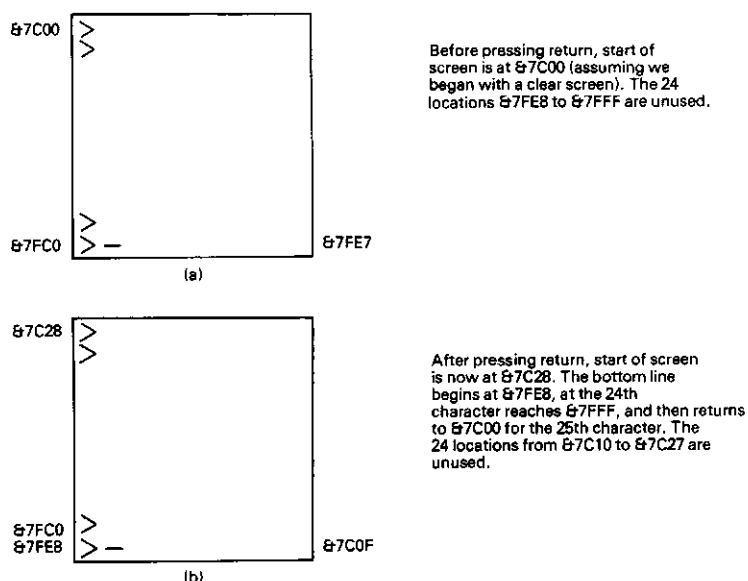 &7C00
>
>
Before pressing return, start of
screen is at &7C00 (assuming we
began with a clear screen). The 24
locations &7FE8 to &7FFF are unused.
>
&7FC0 > — &7FE7
(a)
&7C28 >
>
After pressing return, start of screen
is now at &7C28. The bottom line
begins at &7FE8, at the 24th
character reaches &7FFF, and then returns
to &7C00 for the 25th character. The
24 locations from &7C10 to &7C27 are
unused.
&7FC0 >
&7FE8 > — &7C0F
(b)